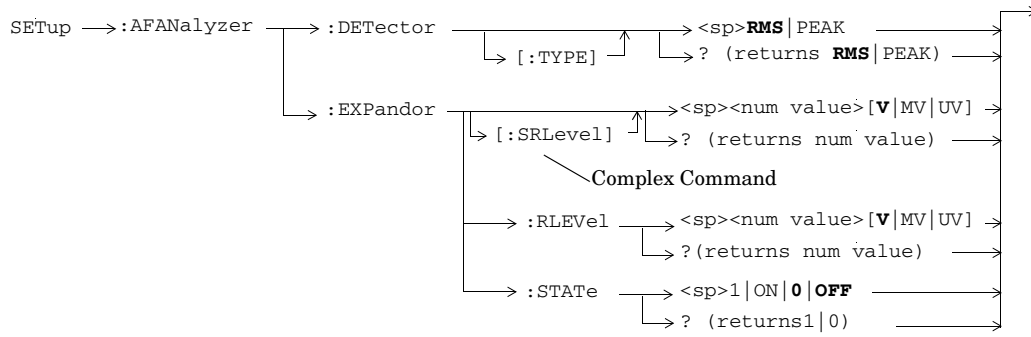 SETup :AFANalyzer :DETector <sp>RMS|PEAK
[:TYPE] ? (returns RMS|PEAK)
:EXPandor <sp><num value>[V|MV|UV]
[:SRLevel] ? (returns num value)
Complex Command
:RLEVel <sp><num value>[V|MV|UV]
?(returns num value)
:STATe <sp>1|ON|0|OFF
? (returns1|0)